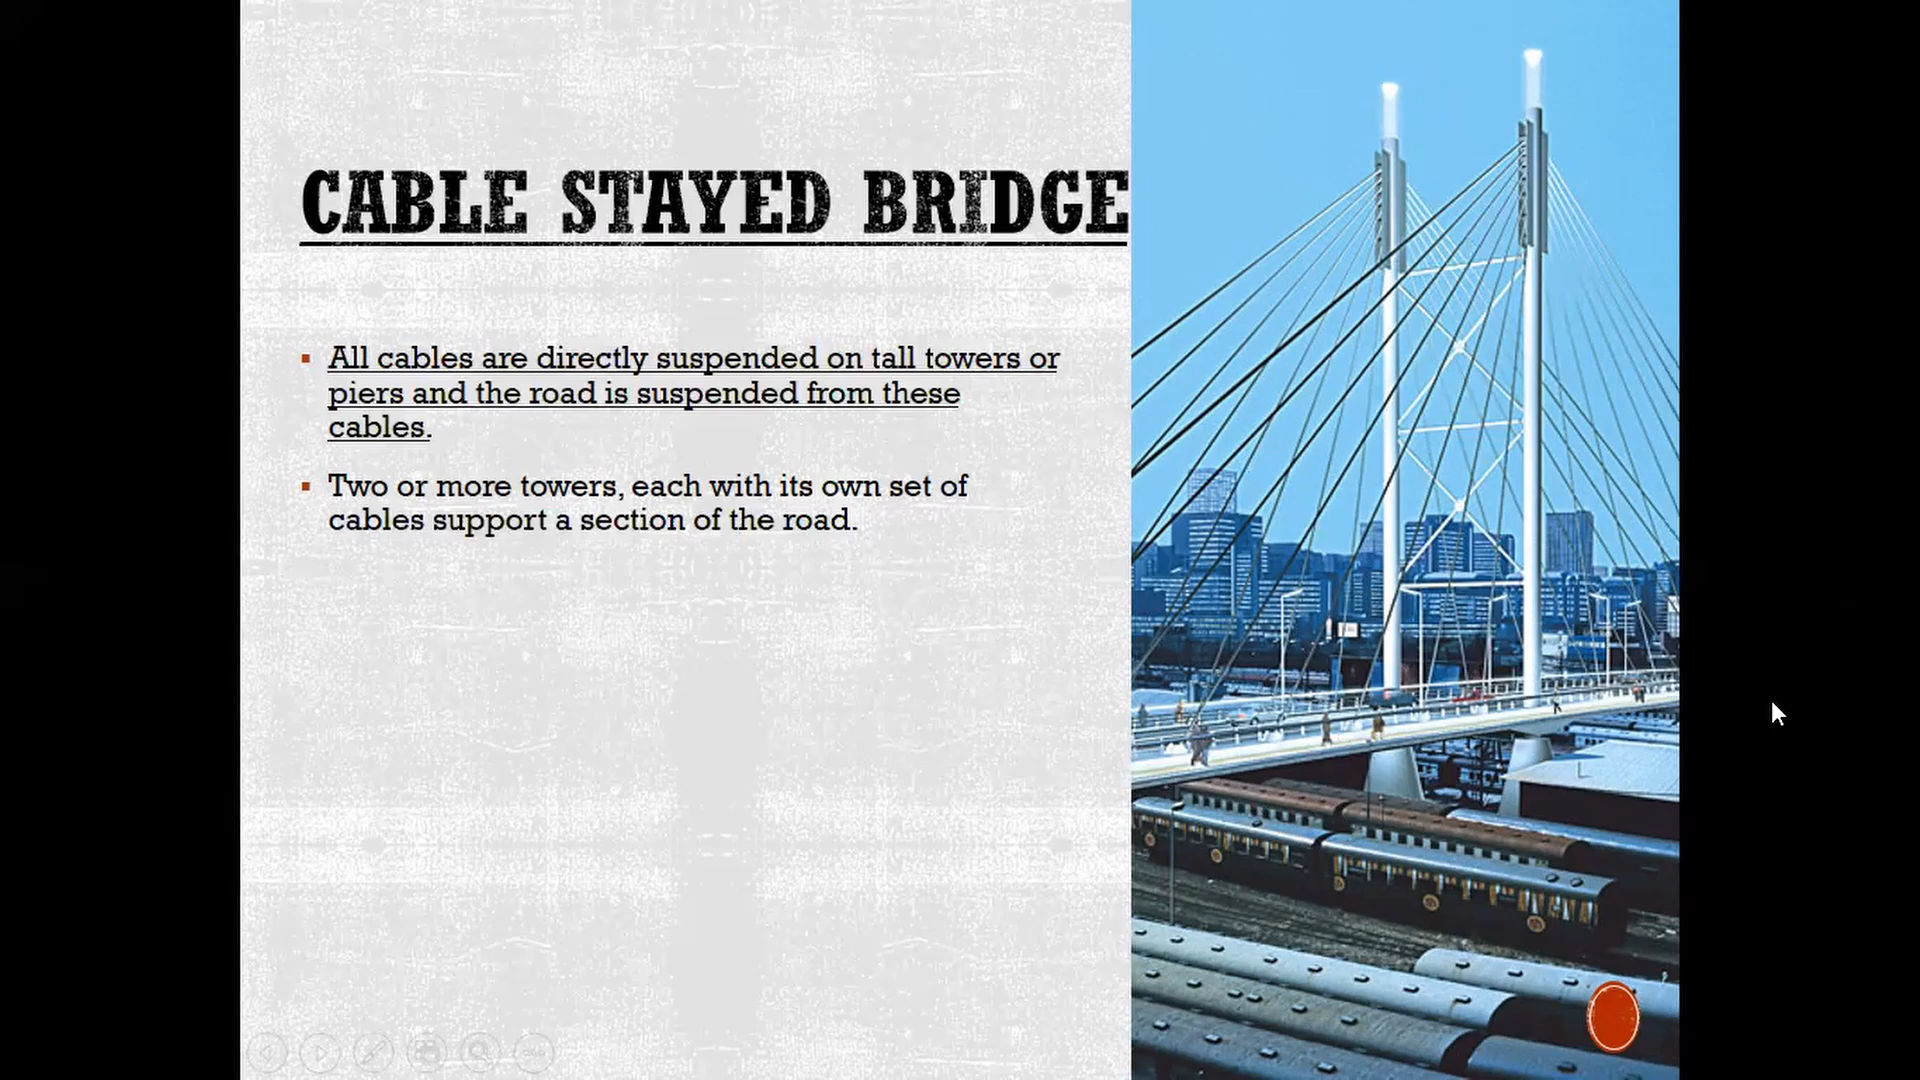 CABLE STAYED BRIDGE
▪ All cables are directly suspended on tall towers or
piers and the road is suspended from these
cables.
▪ Two or more towers, each with its own set of
cables support a section of the road.